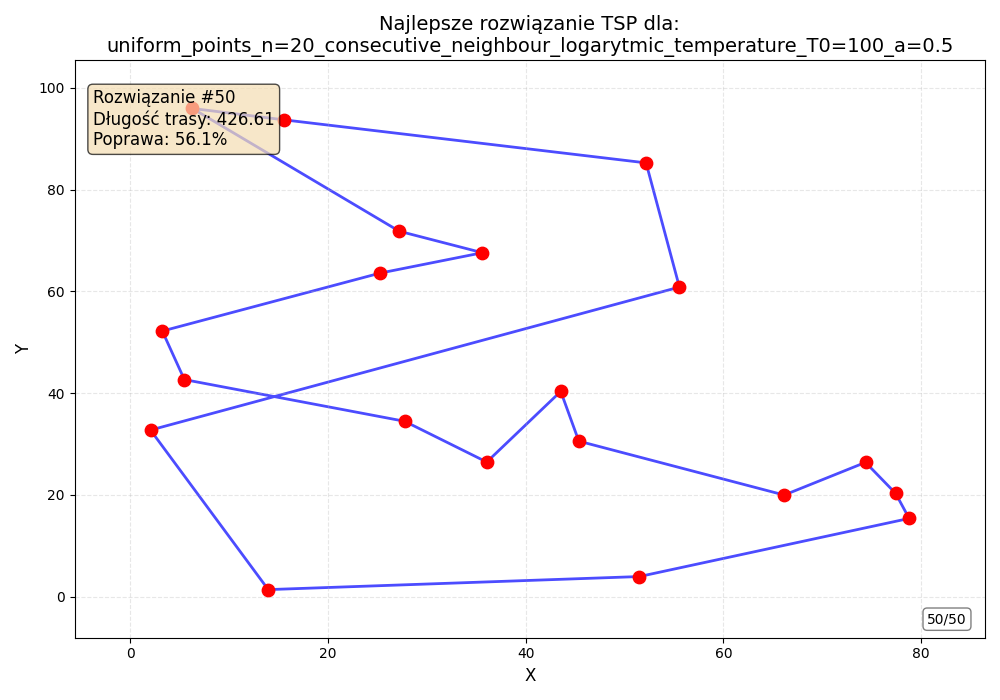 Najlepsze rozwiązanie TSP dla:
uniform_points_n=20_consecutive_neighbour_logarytmic_temperature_T0=100_a=0.5
Rozwiązanie #50
Długość trasy: 426.61
Poprawa: 56.1%
100
80
60
40
20
0
Y
0 20 40 60 80
X
50/50